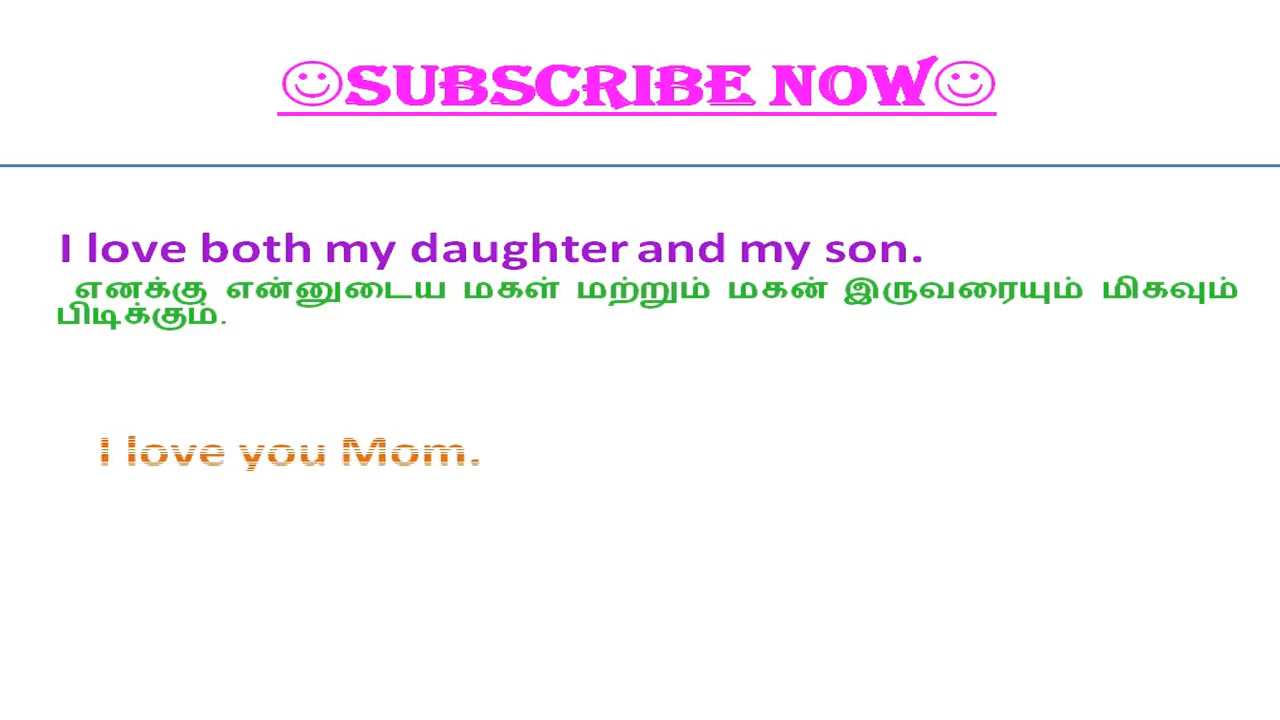 ☺SUBSCRIBE NOW☺
I love both my daughter and my son.
எனக்கு என்னுடைய மகள் மற்றும் மகன் இருவரையும் மிகவும்
பிடிக்கும்.
I love you Mom.